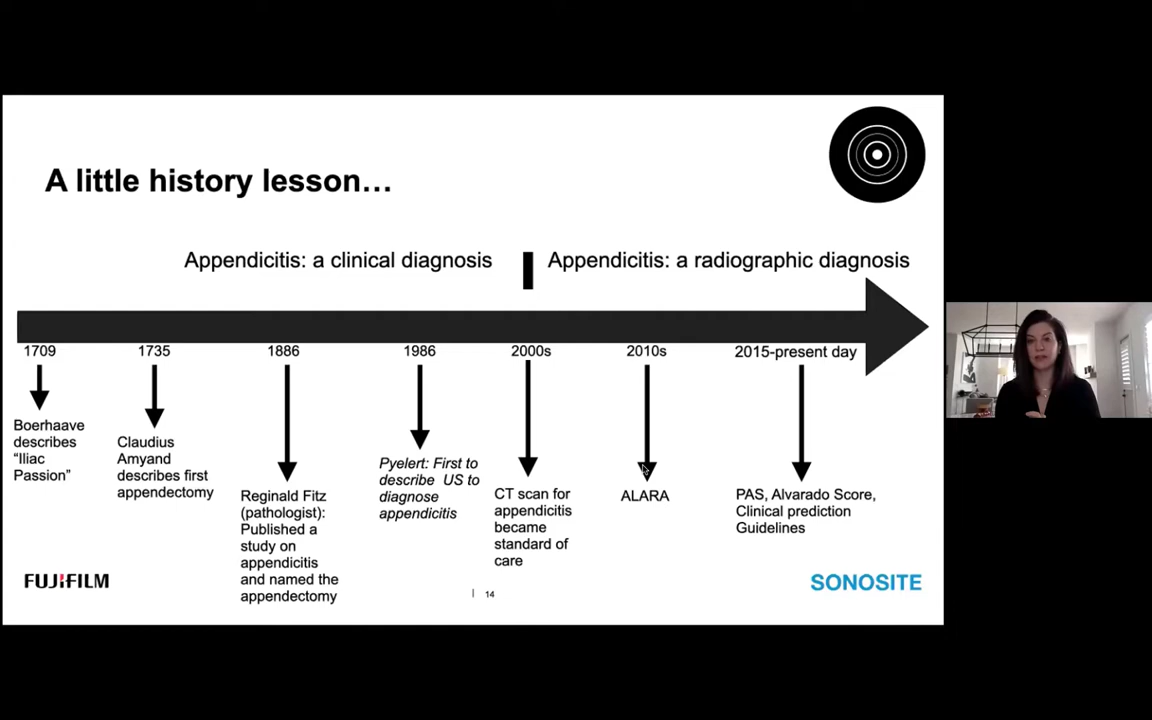 A little history lesson…
Appendicitis: a clinical diagnosis
Appendicitis: a radiographic diagnosis
1709
1735
1886
1986
2000s
2010s
2015-present day
Boerhaave
describes
“Iliac
Passion”
Claudius
Amyand
describes first
appendectomy
Reginald Fitz
(pathologist):
Published a
study on
appendicitis
and named the
appendectomy
Pyelert: First to
describe US to
diagnose
appendicitis
CT scan for
appendicitis
became
standard of
care
ALARA
PAS, Alvarado Score,
Clinical prediction
Guidelines
FUJIFILM
14
SONOSITE